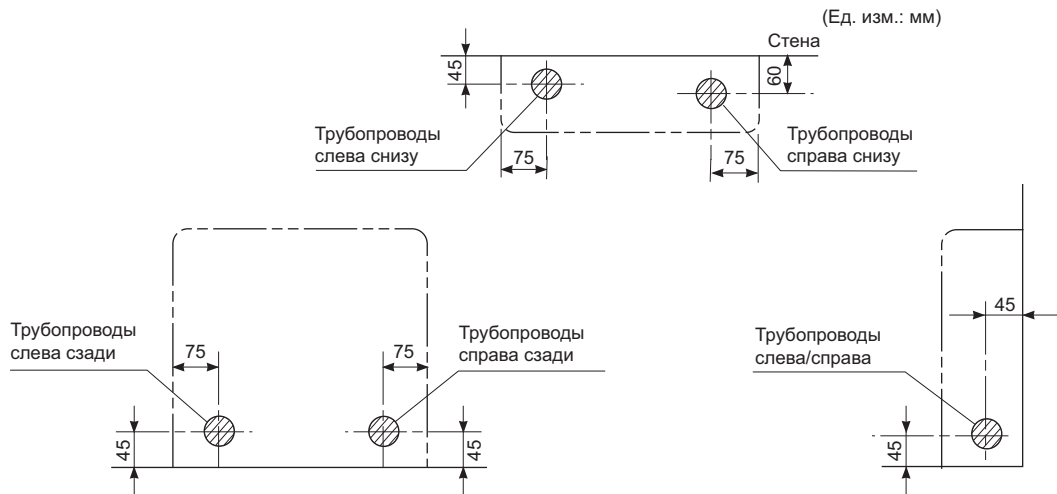 (Ед. изм.: мм)
Стена
45
60
Трубопроводы
слева снизу
75
75
Трубопроводы
справа снизу
Трубопроводы
слева сзади
75
75
Трубопроводы
справа сзади
45
45
45
Трубопроводы
слева/справа
45